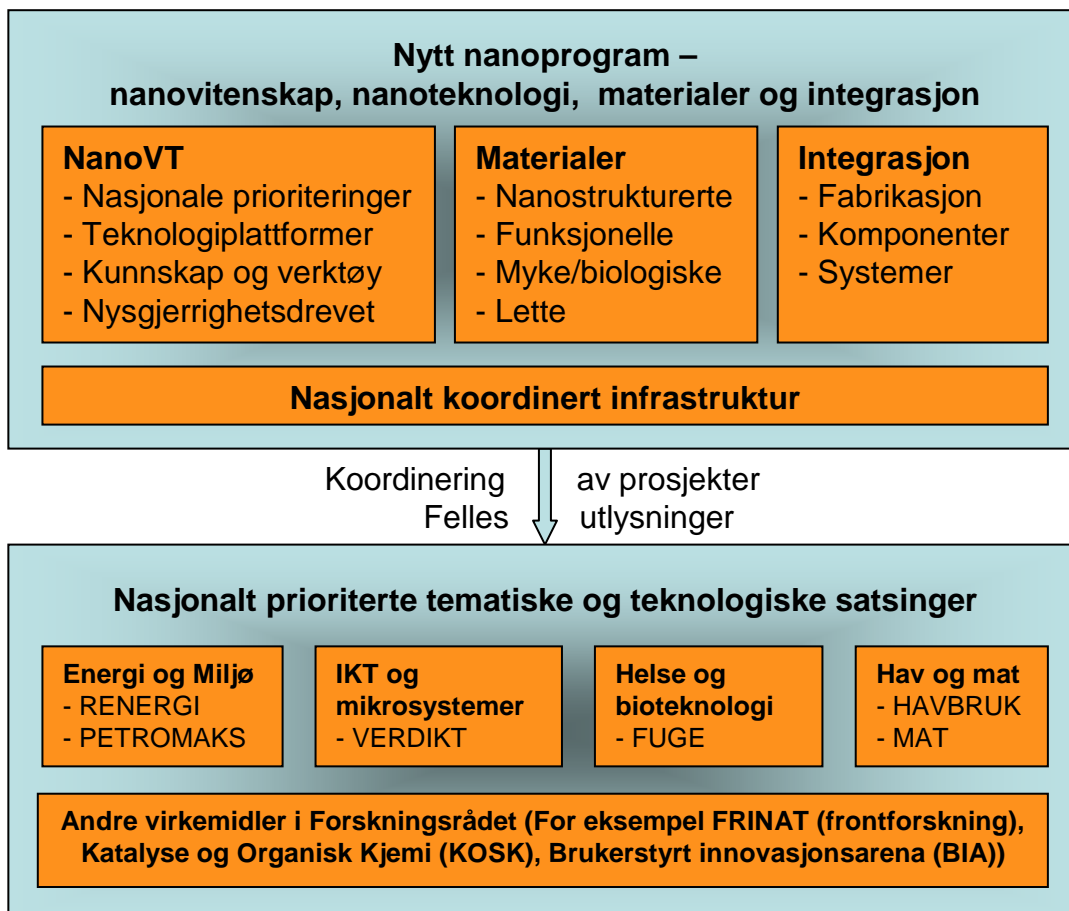 Nytt nanoprogram –
nanovitenskap, nanoteknologi, materialer og integrasjon
NanoVT
- Nasjonale prioriteringer
- Teknologiplattformer
- Kunnskap og verktøy
- Nysgjerrighetsdrevet
Materialer
- Nanostrukturerte
- Funksjonelle
- Myke/biologiske
- Lette
Integrasjon
- Fabrikasjon
- Komponenter
- Systemer
Nasjonalt koordinert infrastruktur
Koordinering av prosjekter
Felles utlysninger
Nasjonalt prioriterte tematiske og teknologiske satsinger
Energi og Miljø
- RENERGI
- PETROMAKS
IKT og
mikrosystemer
- VERDIKT
Helse og
bioteknologi
- FUGE
Hav og mat
- HAVBRUK
- MAT
Andre virkemidler i Forskningsrådet (For eksempel FRINAT (frontforskning),
Katalyse og Organisk Kjemi (KOSK), Brukerstyrt innovasjonsarena (BIA))